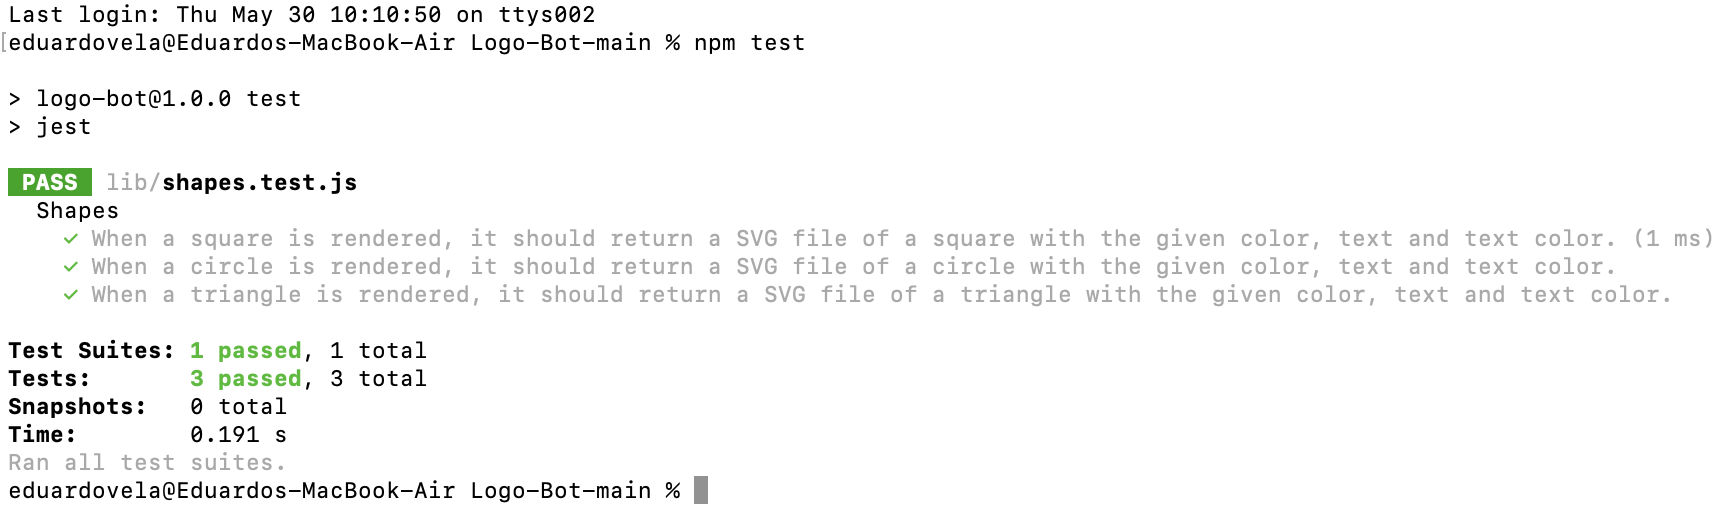 Last login: Thu May 30 10:10:50 on ttys002
[eduardovela@Eduardos-MacBook-Air Logo-Bot-main % npm test
> logo-bot@1.0.0 test
> jest
PASS lib/shapes.test.js
Shapes
✓ When a square is rendered, it should return a SVG file of a square with the given color, text and text color. (1 ms)
✓ When a circle is rendered, it should return a SVG file of a circle with the given color, text and text color.
✓ When a triangle is rendered, it should return a SVG file of a triangle with the given color, text and text color.
Test Suites: 1 passed, 1 total
Tests: 3 passed, 3 total
Snapshots: 0 total
Time: 0.191 s
Ran all test suites.
eduardovela@Eduardos-MacBook-Air Logo-Bot-main %